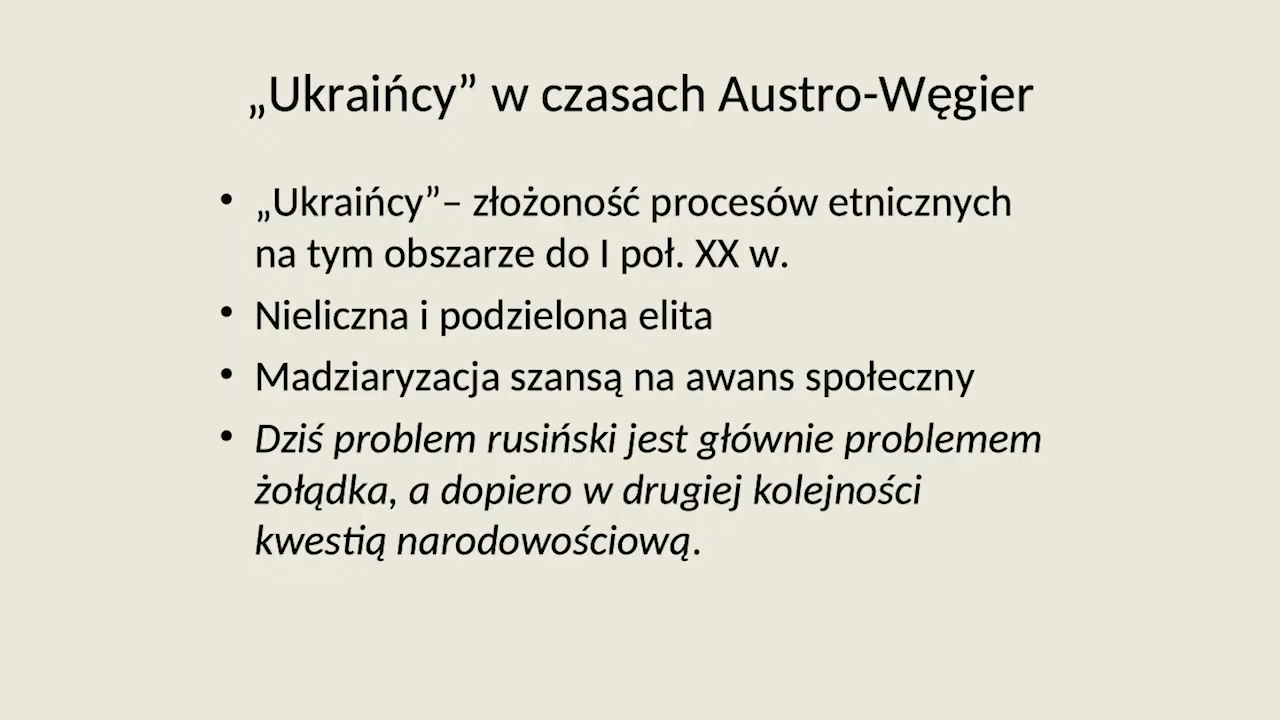 „Ukraińcy” w czasach Austro-Węgier
• „Ukraińcy”– złożoność procesów etnicznych
na tym obszarze do I poł. XX w.
• Nieliczna i podzielona elita
• Madziaryzacja szansą na awans społeczny
• Dziś problem rusiński jest głównie problemem
żołądka, a dopiero w drugiej kolejności
kwestią narodowościową.